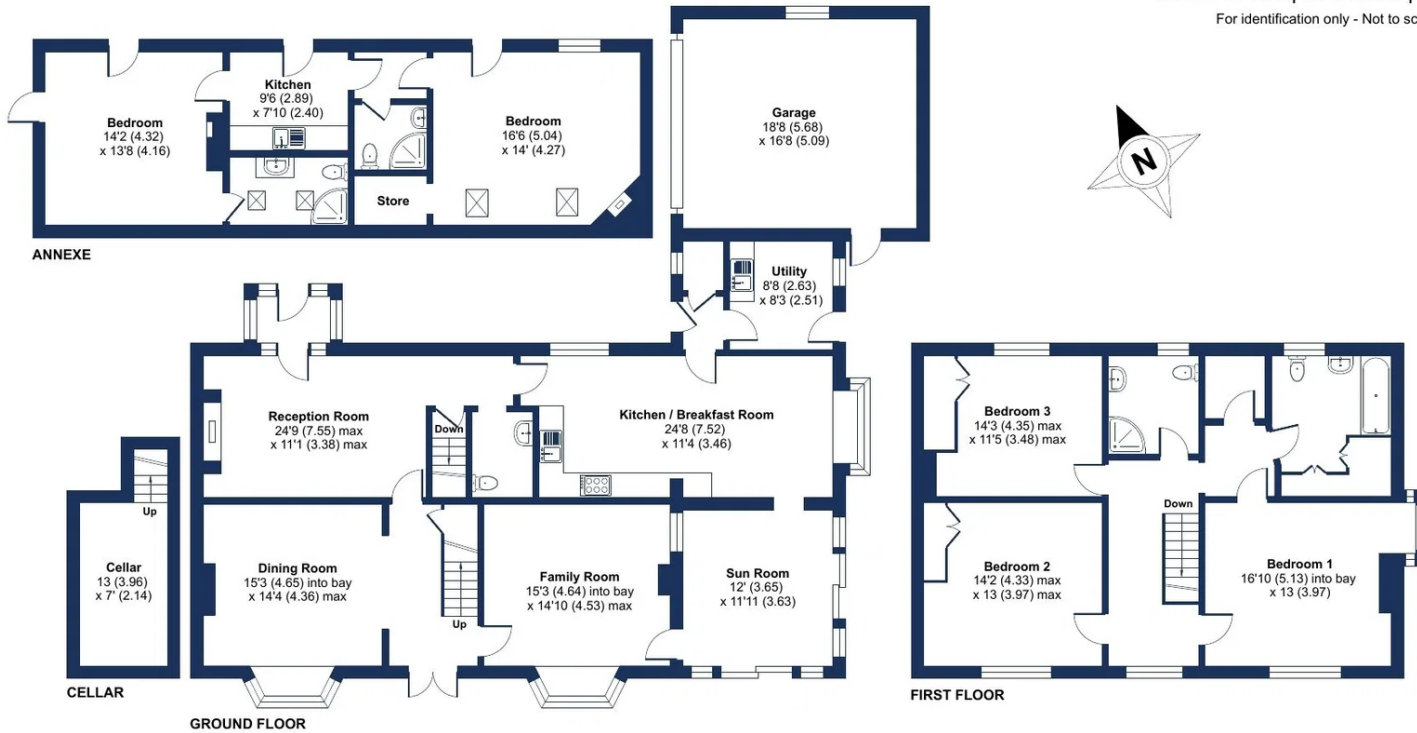 For identification only - Not to sc
Kitchen
9'6 (2.89)
x 7'10 (2.40)
Bedroom
14'2 (4.32)
x 13'8 (4.16)
Bedroom
16'6 (5.04)
x 14' (4.27)
Store
ANNEXE
Garage
18'8 (5.68)
x 16'8 (5.09)
N
Utility
8'8 (2.63)
x 8'3 (2.51)
Reception Room
24'9 (7.55) max
x 11'1 (3.38) max
Down
Kitchen / Breakfast Room
24'8 (7.52)
x 11'4 (3.46)
Up
Cellar
13 (3.96)
x 7' (2.14)
CELLAR
Dining Room
15'3 (4.65) into bay
x 14'4 (4.36) max
Up
Family Room
15'3 (4.64) into bay
x 14'10 (4.53) max
Sun Room
12' (3.65)
x 11'11 (3.63)
GROUND FLOOR
Bedroom 3
14'3 (4.35) max
x 11'5 (3.48) max
Down
Bedroom 2
14'2 (4.33) max
x 13 (3.97) max
Bedroom 1
16'10 (5.13) into bay
x 13 (3.97)
FIRST FLOOR